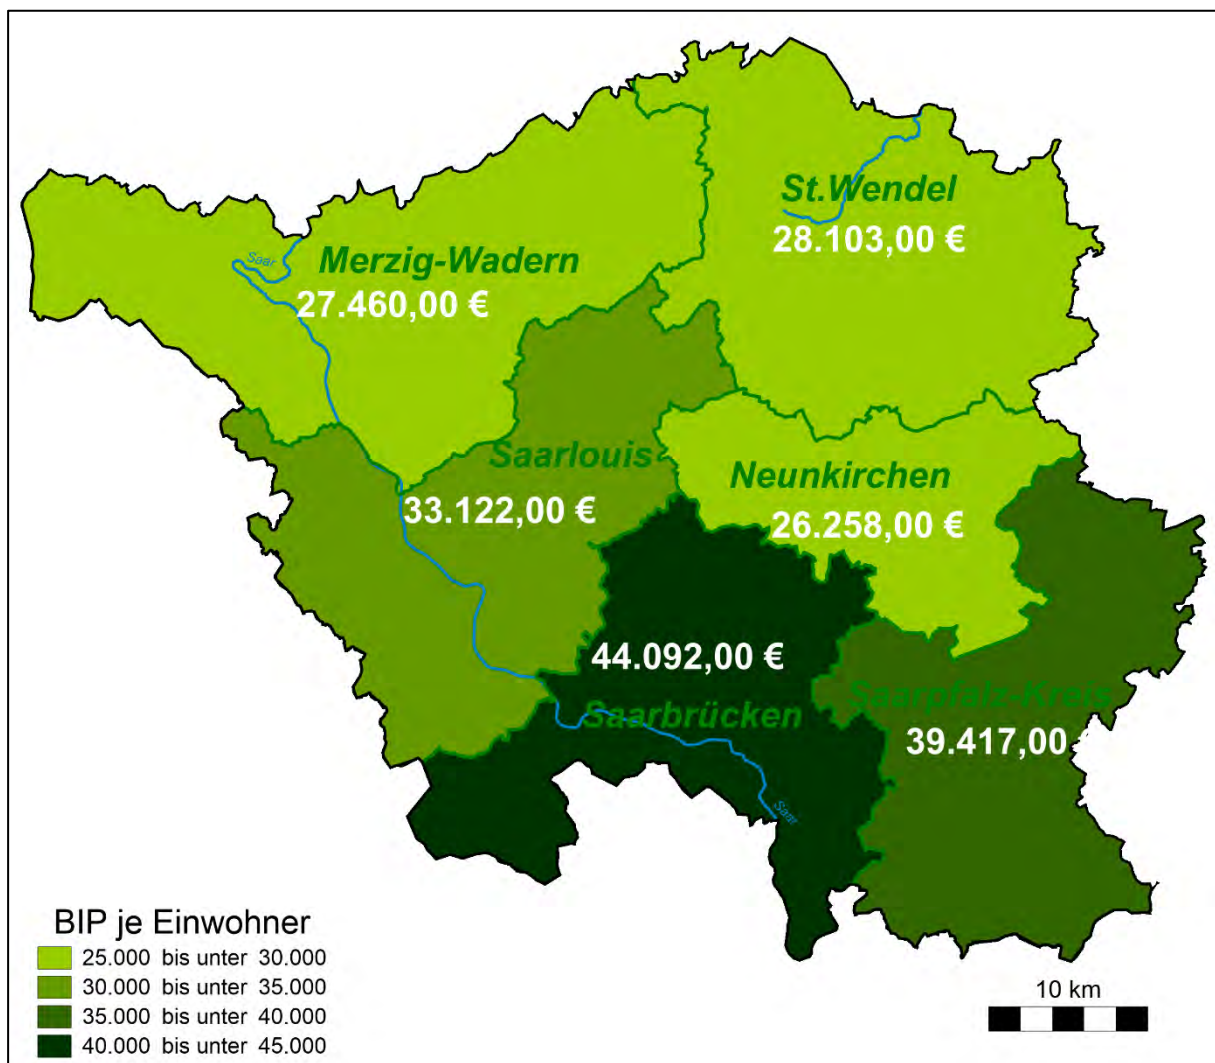 St.Wendel
28.103,00 €
Saar
Merzig-Wadern
27.460,00 €
Saarlouis
33.122,00 €
Neunkirchen
26.258,00 €
44.092,00 €
Saarbrücken
Saarpfalz-Kreis
39.417,00
Saar
BIP je Einwohner
25.000 bis unter 30.000
30.000 bis unter 35.000
35.000 bis unter 40.000
40.000 bis unter 45.000
10 km